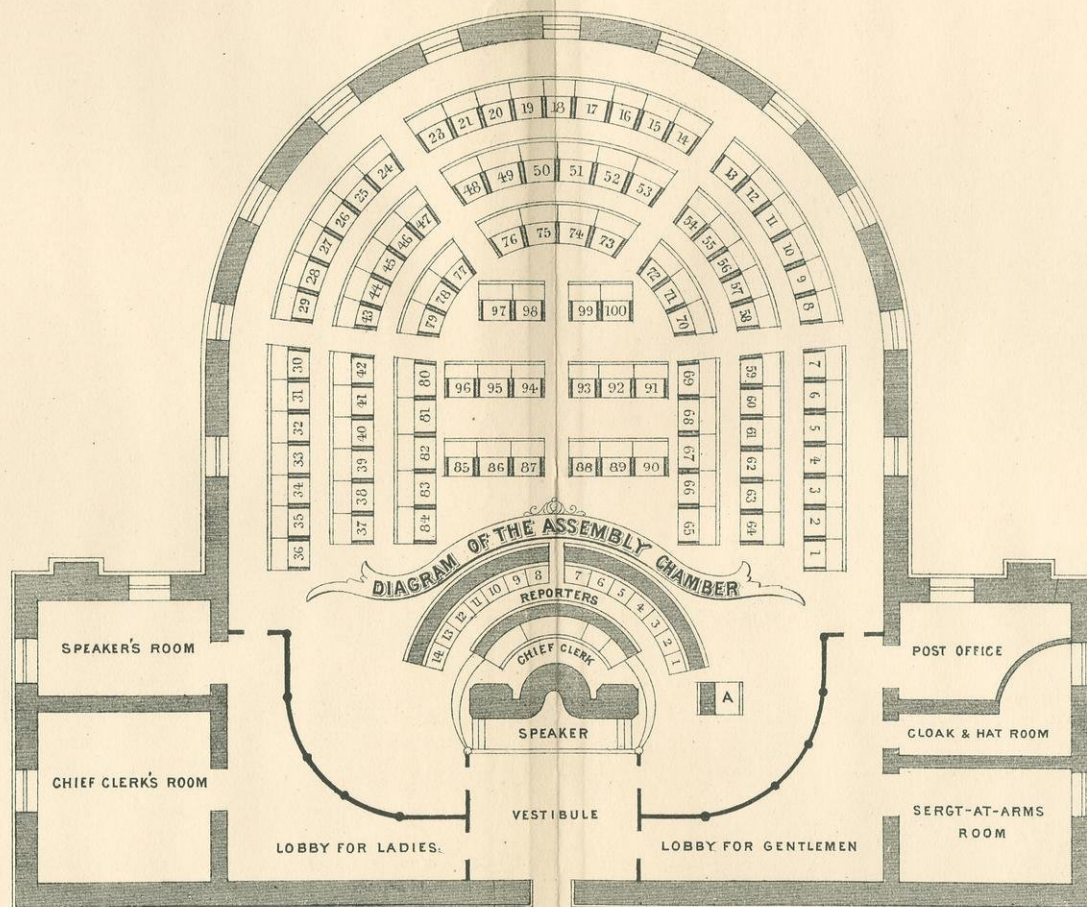 23 21 20 19 18 17 16 15 14
48 49 50 51 52 53
76 75 74 73
24 25 26 27 28 29
47 46 45 44 43
77 78 79
13 12 11 10 9 8
54 55 56 57 58
72 71 70
97 98 99 100
30 31 32 33 34 35 36
42 41 40 39 38 37
80 81 82 83 84
96 95 94 93 92 91
85 86 87 88 89 90
69 68 67 66 65
59 60 61 62 63 64
7 6 5 4 3 2 1
DIAGRAM OF THE ASSEMBLY CHAMBER
14 13 12 11 10 9 8 7 6 5 4 3 2 1
REPORTERS
CHIEF CLERK
SPEAKER
A
SPEAKER'S ROOM
CHIEF CLERK'S ROOM
LOBBY FOR LADIES.
VESTIBULE
LOBBY FOR GENTLEMEN
POST OFFICE
CLOAK & HAT ROOM
SERGT-AT-ARMS
ROOM